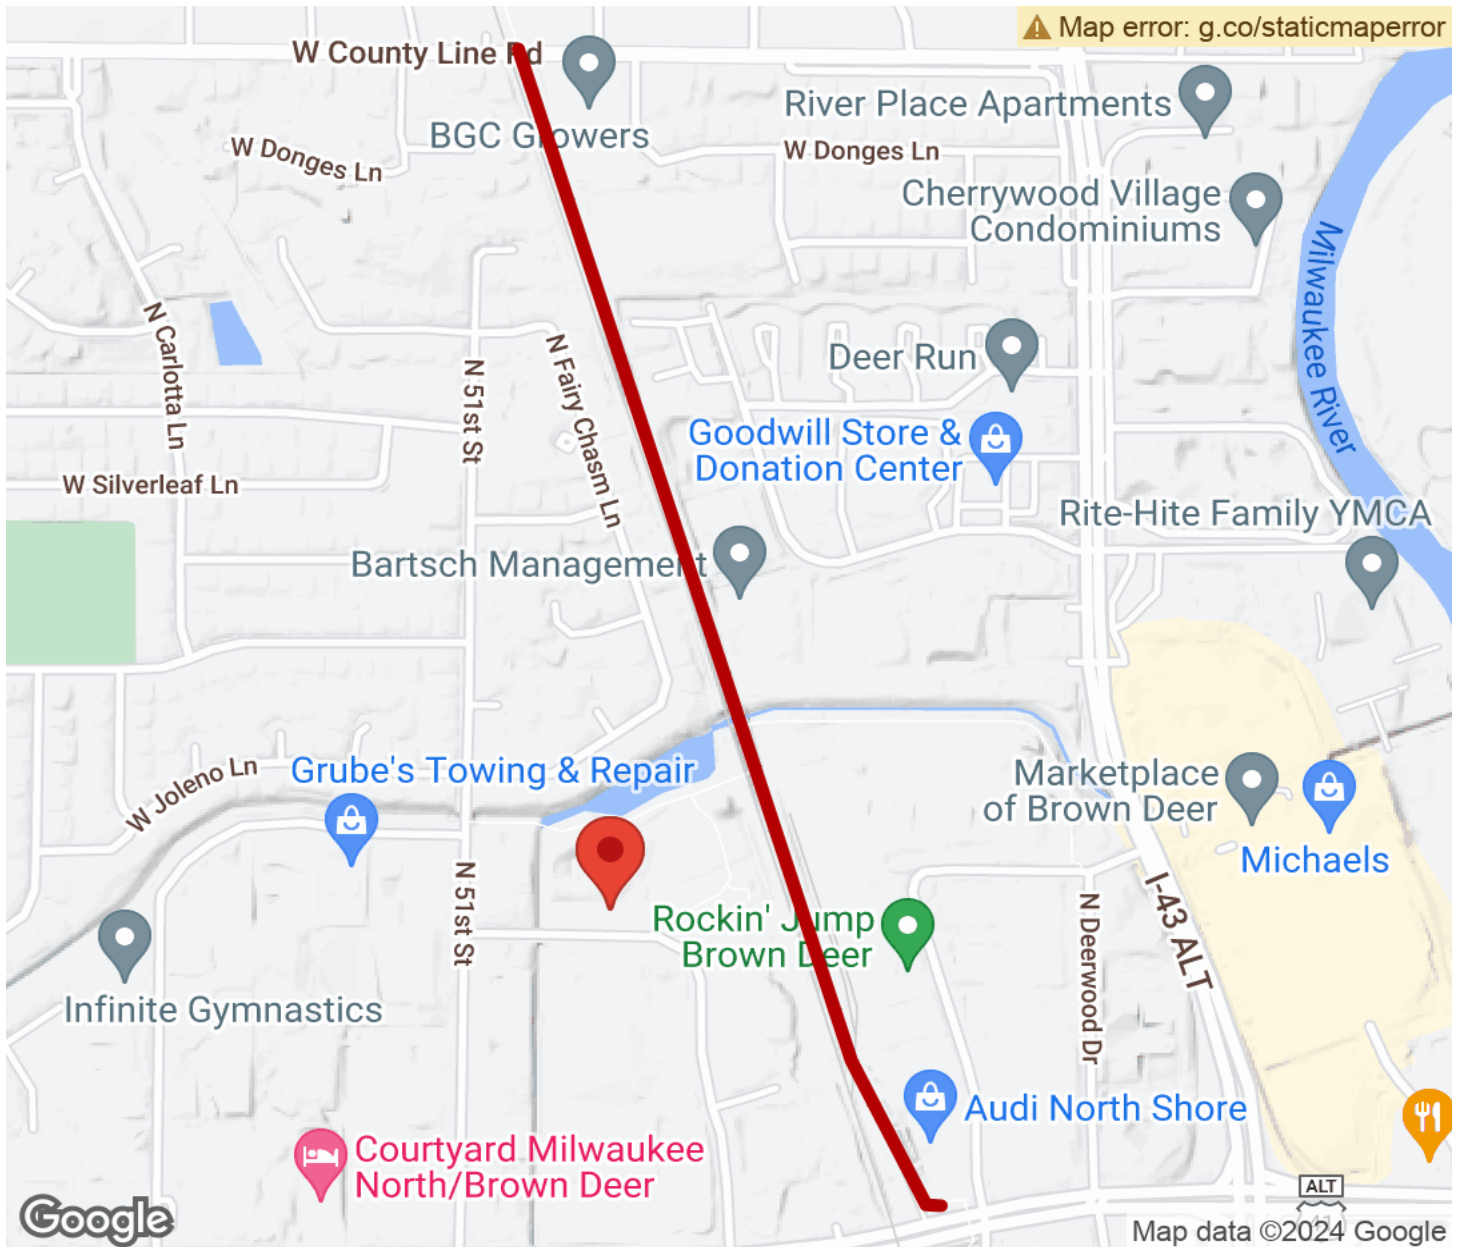 Map error: g.co/staticmaperror
W County Line Rd
BGC Growers
River Place Apartments
W Donges Ln
W Donges Ln
Cherrywood Village
Condominiums
Milwaukee River
N Carlotta Ln
N 51st St
N Fairy Chasm Ln
Deer Run
Goodwill Store &
Donation Center
W Silverleaf Ln
Rite-Hite Family YMCA
Bartsch Management
W Joleno Ln
Grube's Towing & Repair
Marketplace
of Brown Deer
Michaels
N 51st St
I-43 ALT
N Deerwood Dr
Rockin' Jump
Brown Deer
Infinite Gymnastics
Audi North Shore
Courtyard Milwaukee
North/Brown Deer
ALT
Google
Map data ©2024 Google